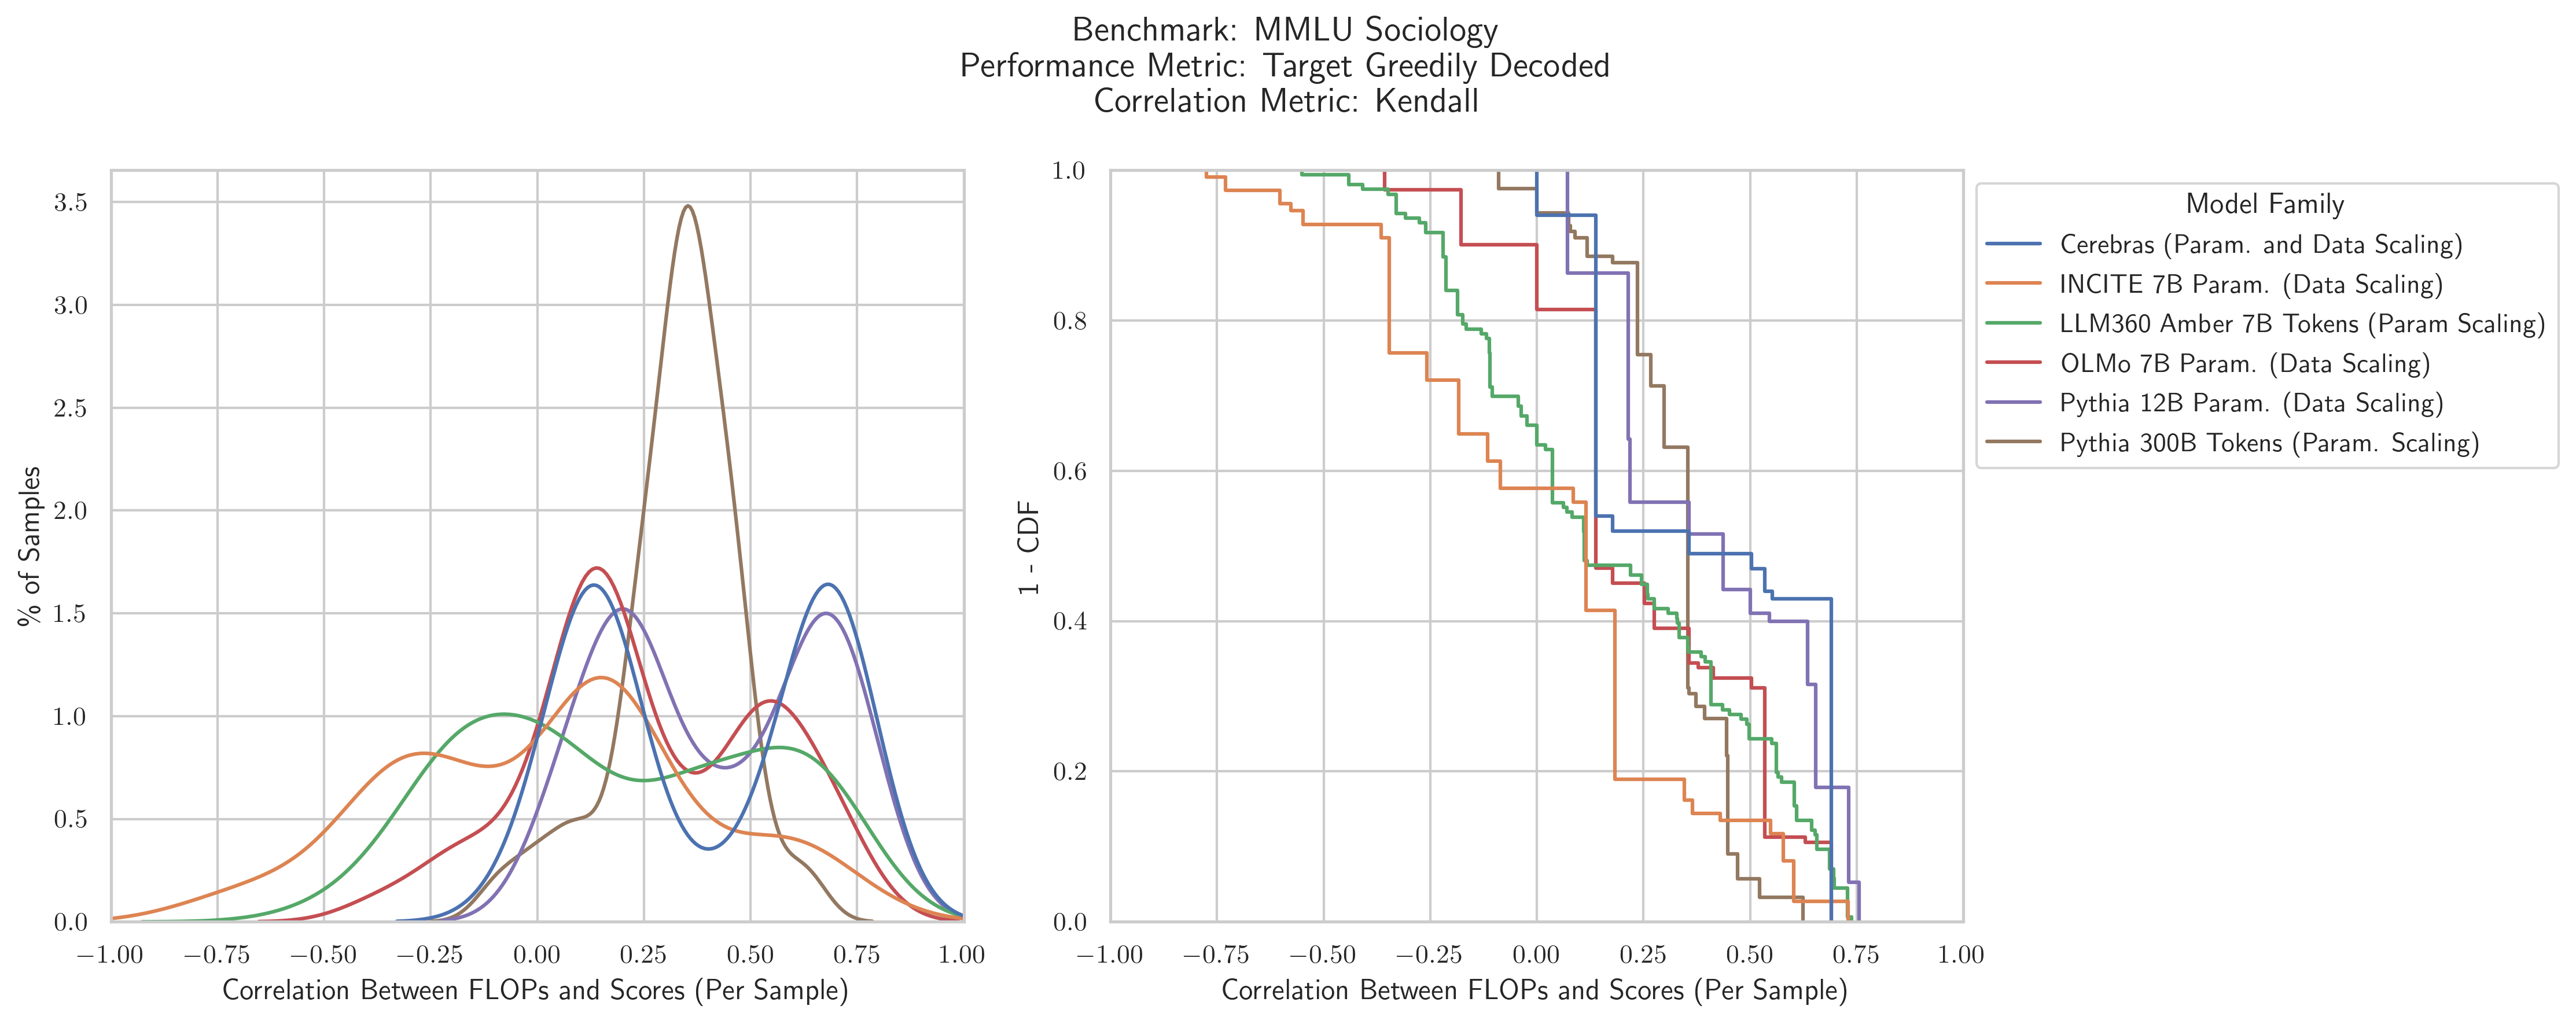 Benchmark: MMLU Sociology
Performance Metric: Target Greedily Decoded
Correlation Metric: Kendall
% of Samples
3.5
3.0
2.5
2.0
1.5
1.0
0.5
0.0
−1.00 −0.75 −0.50 −0.25 0.00 0.25 0.50 0.75 1.00
Correlation Between FLOPs and Scores (Per Sample)
1 - CDF
1.0
0.8
0.6
0.4
0.2
0.0
−1.00 −0.75 −0.50 −0.25 0.00 0.25 0.50 0.75 1.00
Correlation Between FLOPs and Scores (Per Sample)
Model Family
Cerebras (Param. and Data Scaling)
INCITE 7B Param. (Data Scaling)
LLM360 Amber 7B Tokens (Param Scaling)
OLMo 7B Param. (Data Scaling)
Pythia 12B Param. (Data Scaling)
Pythia 300B Tokens (Param. Scaling)